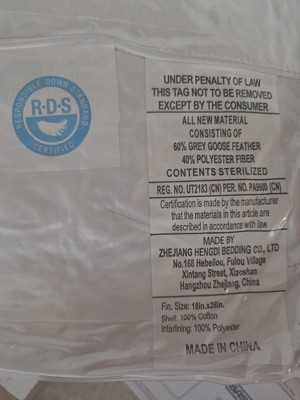 RESPONSIBLE DOWN STANDARD
R·D·S
CERTIFIED
UNDER PENALTY OF LAW
THIS TAG NOT TO BE REMOVED
EXCEPT BY THE CONSUMER
ALL NEW MATERIAL
CONSISTING OF
60% GREY GOOSE FEATHER
40% POLYESTER FIBER
CONTENTS STERILIZED
REG. NO. UT2183 (CN) PER. NO. PA9908 (CN)
Certification is made by the manufacturer
that the materials in this article are
described in accordance with law
MADE BY
ZHEJIANG HENGDI BEDDING CO., LTD
No.168 Hebeilou, Fulou Village
Xintang Street, Xiaoshan
Hangzhou Zhejiang, China
Fin. Size: 18in.x28in.
Shell: 100% Cotton
Interlining: 100% Polyester
MADE IN CHINA